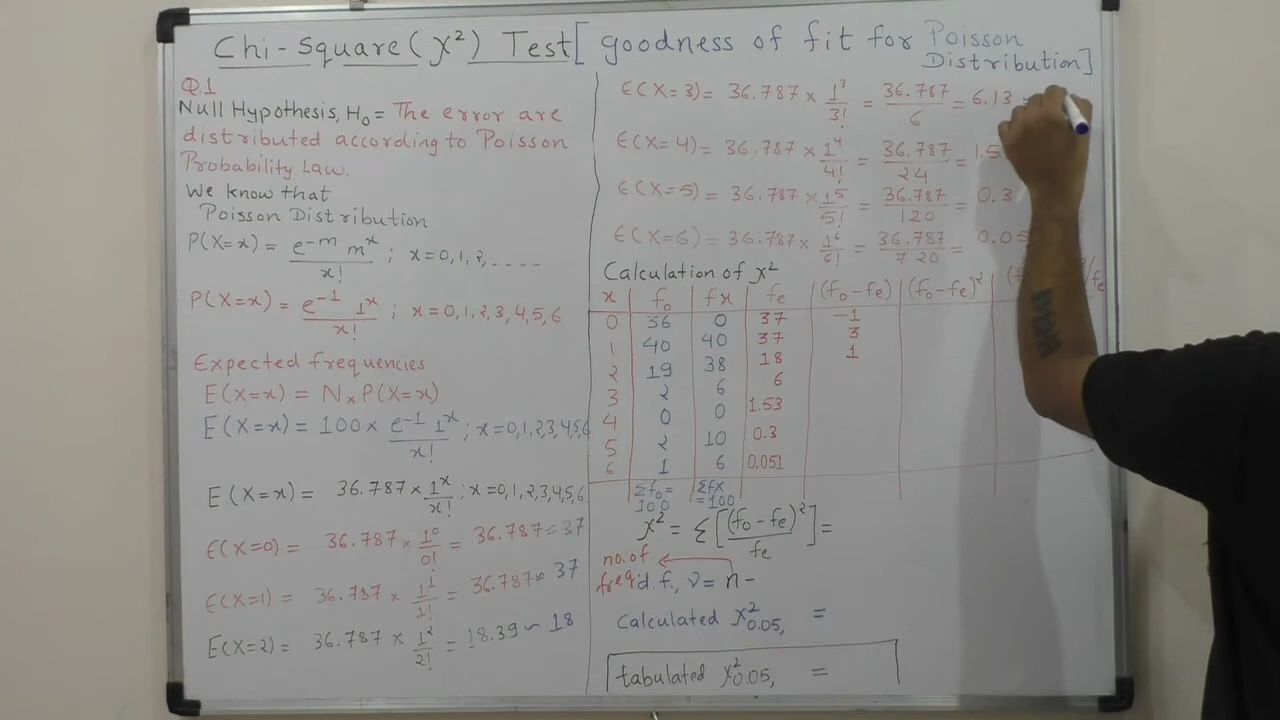 Chi-Square (χ²) Test [goodness of fit for Poisson Distribution]
Q.1
Null Hypothesis, H₀ = The error are
distributed according to Poisson
Probability Law.
We know that
Poisson Distribution
P(X=x) = e^-m m^x / x! ; x=0,1,2,----
P(X=x) = e^-1 1^x / x! ; x=0,1,2,3,4,5,6
Expected frequencies
E(X=x) = N × P(X=x)
E(X=x) = 100 × e^-1 1^x / x! ; x=0,1,2,3,4,5,6
E(X=x) = 36.787 × 1^x / x! ; x=0,1,2,3,4,5,6
E(X=0) = 36.787 × 1^0 / 0! = 36.787 ≈ 37
E(X=1) = 36.787 × 1^1 / 1! = 36.787 ≈ 37
E(X=2) = 36.787 × 1^2 / 2! = 18.39 ~ 18
E(X=3) = 36.787 × 1^3 / 3! = 36.787 / 6 = 6.13
E(X=4) = 36.787 × 1^4 / 4! = 36.787 / 24 = 1.5
E(X=5) = 36.787 × 1^5 / 5! = 36.787 / 120 = 0.3
E(X=6) = 36.787 × 1^6 / 6! = 36.787 / 720 = 0.05
Calculation of χ²
x f₀ fx fe (f₀-fe) (f₀-fe)² /fe
0 36 0 37 -1
1 40 40 37 3
2 19 38 18 1
3 2 6 6
4 0 0 1.53
5 2 10 0.3
6 1 6 0.051
Σf₀= 100 Σfx =100
χ² = Σ[(f₀-fe)² / fe] =
no. of
freq d.f., ν = n -
Calculated χ²0.05, =
tabulated χ²0.05, =